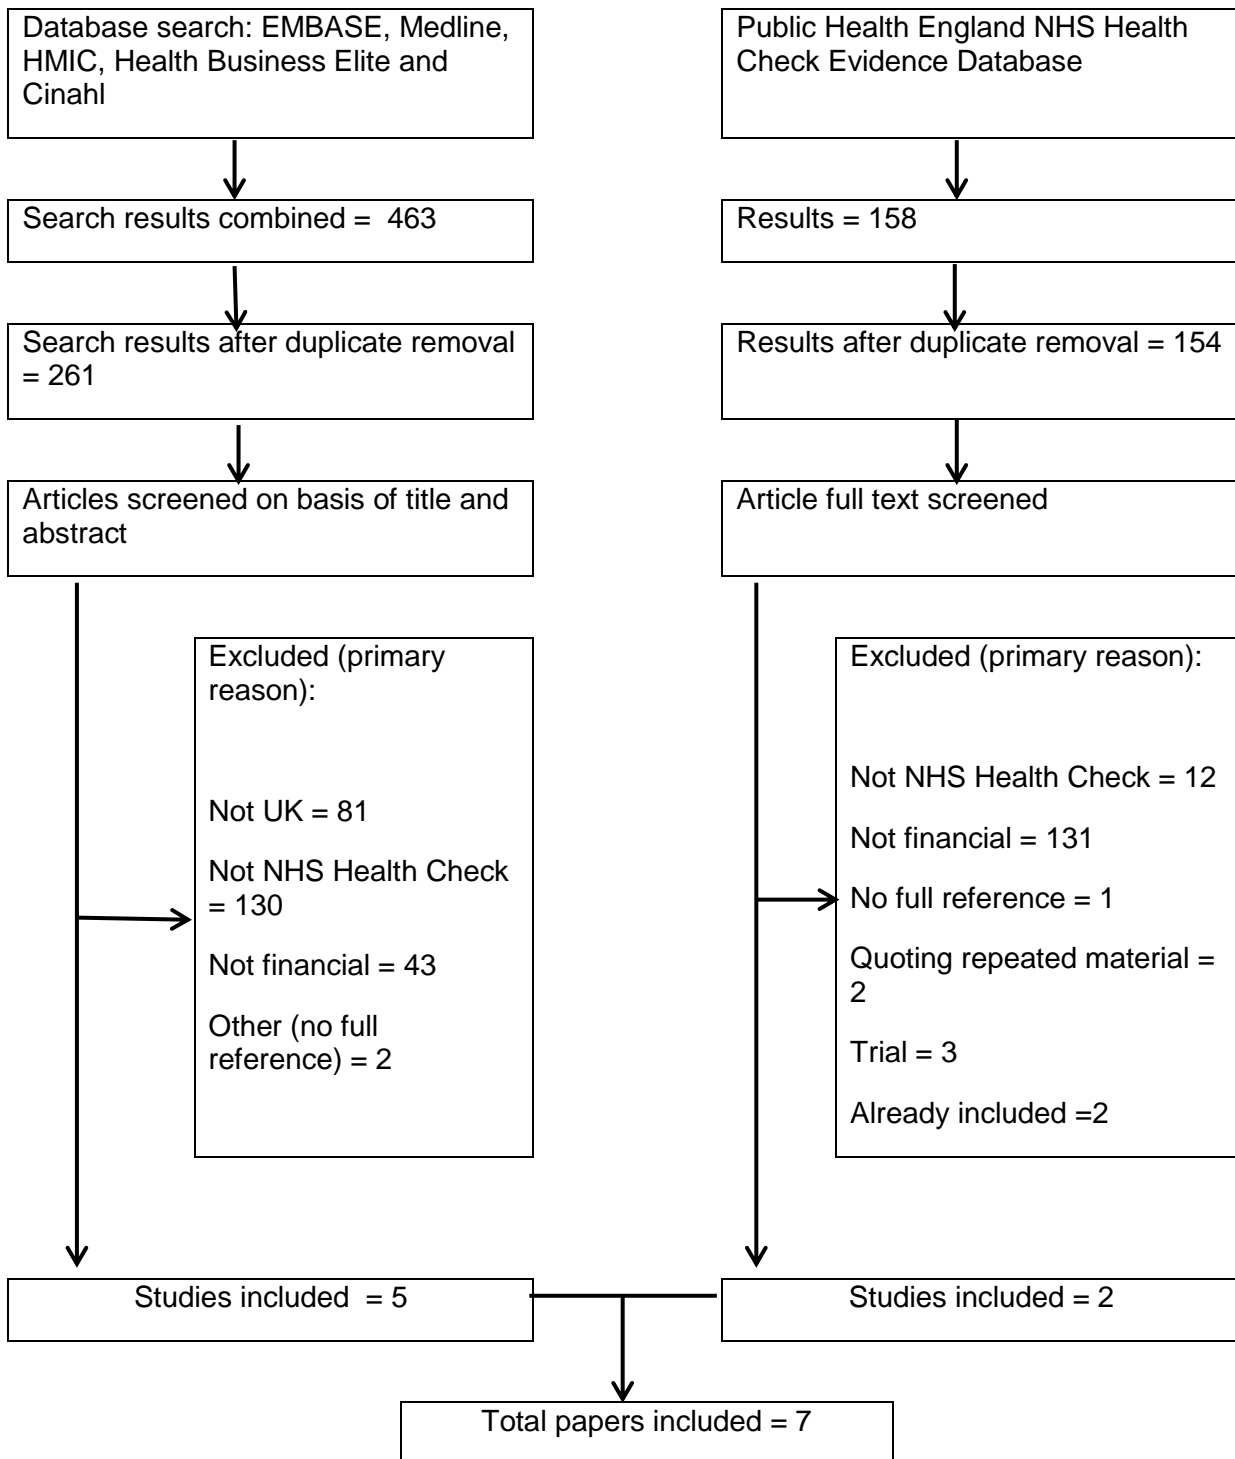 Database search: EMBASE, Medline,
HMIC, Health Business Elite and
Cinahl
Public Health England NHS Health
Check Evidence Database
Search results combined =  463
Results = 158
Search results after duplicate removal
= 261
Results after duplicate removal = 154
Articles screened on basis of title and
abstract
Article full text screened
Excluded (primary
reason):
Not UK = 81
Not NHS Health Check
= 130
Not financial = 43
Other (no full
reference) = 2
Excluded (primary reason):
Not NHS Health Check = 12
Not financial = 131
No full reference = 1
Quoting repeated material =
2
Trial = 3
Already included =2
Studies included  = 5
Studies included = 2
Total papers included = 7